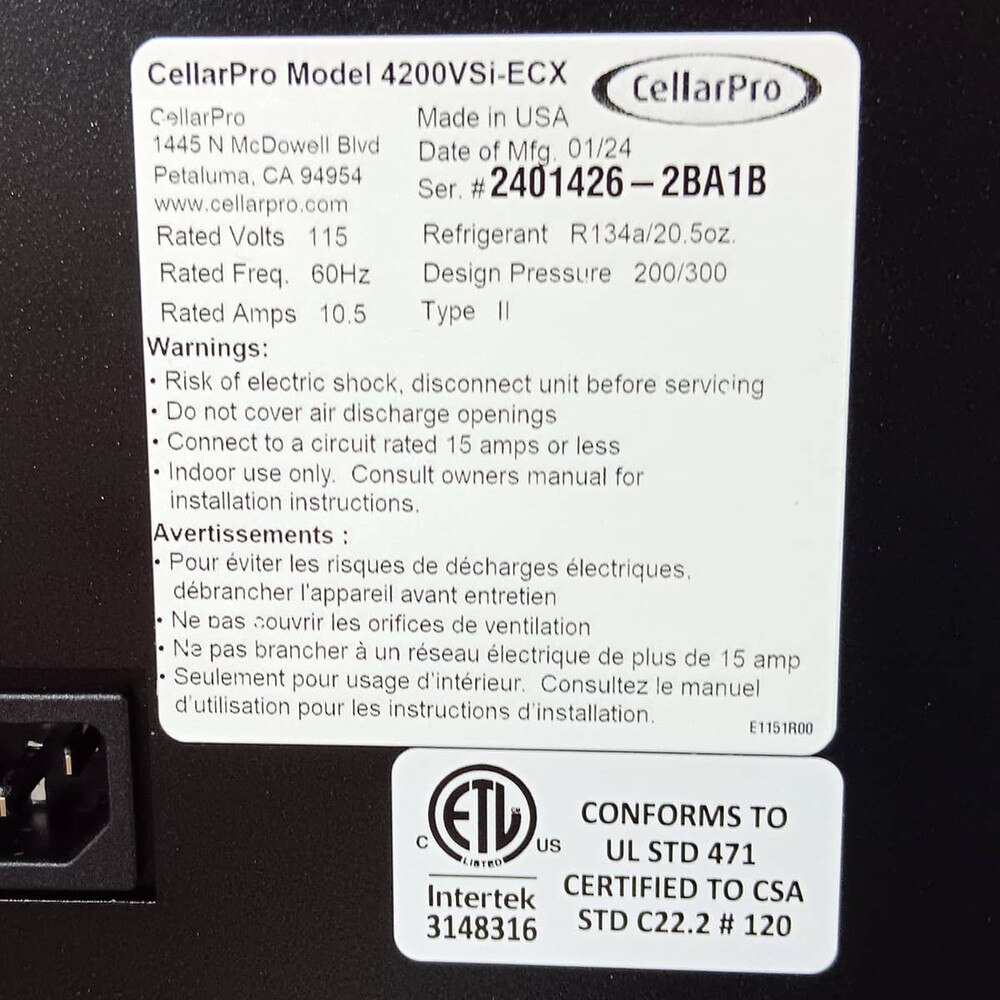 CellarPro Model 4200VSi-ECX
CellarPro
CellarPro
1445 N McDowell Blvd
Petaluma, CA 94954
www.cellarpro.com
Made in USA
Date of Mfg. 01/24
Ser. # 2401426 – 2BA1B
Rated Volts 115
Refrigerant R134a/20.5oz.
Rated Freq. 60Hz
Design Pressure 200/300
Rated Amps 10.5
Type II
Warnings:
• Risk of electric shock, disconnect unit before servicing
• Do not cover air discharge openings
• Connect to a circuit rated 15 amps or less
• Indoor use only. Consult owners manual for
installation instructions.
Avertissements :
• Pour éviter les risques de décharges électriques,
débrancher l'appareil avant entretien
• Ne pas couvrir les orifices de ventilation
• Ne pas brancher à un réseau électrique de plus de 15 amp
• Seulement pour usage d'intérieur. Consultez le manuel
d'utilisation pour les instructions d'installation.
E1151R00
ETL CM
C US
LISTED
Intertek
3148316
CONFORMS TO
UL STD 471
CERTIFIED TO CSA
STD C22.2 # 120